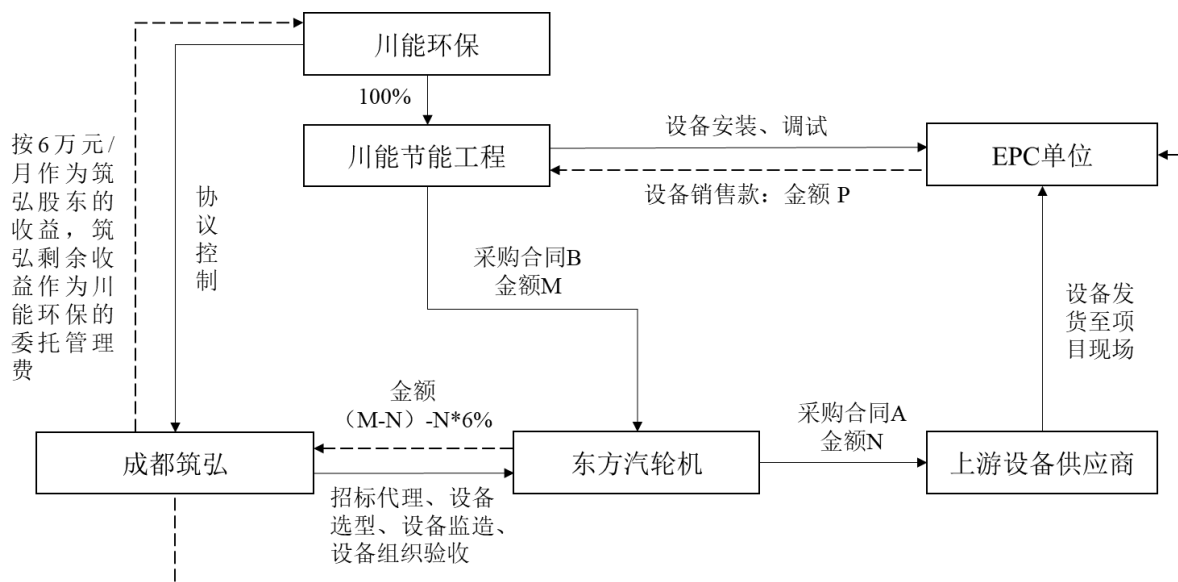 川能环保
100%
川能节能工程
设备安装、调试
设备销售款：金额 P
EPC单位
按6万元/
月作为筑
弘股东的
收益，筑
弘剩余收
益作为川
能环保的
委托管理
费
协
议
控
制
采购合同B
金额M
设备发
货至项
目现场
金额
（M-N）-N*6%
采购合同A
金额N
成都筑弘
东方汽轮机
上游设备供应商
招标代理、设备
选型、设备监造、
设备组织验收